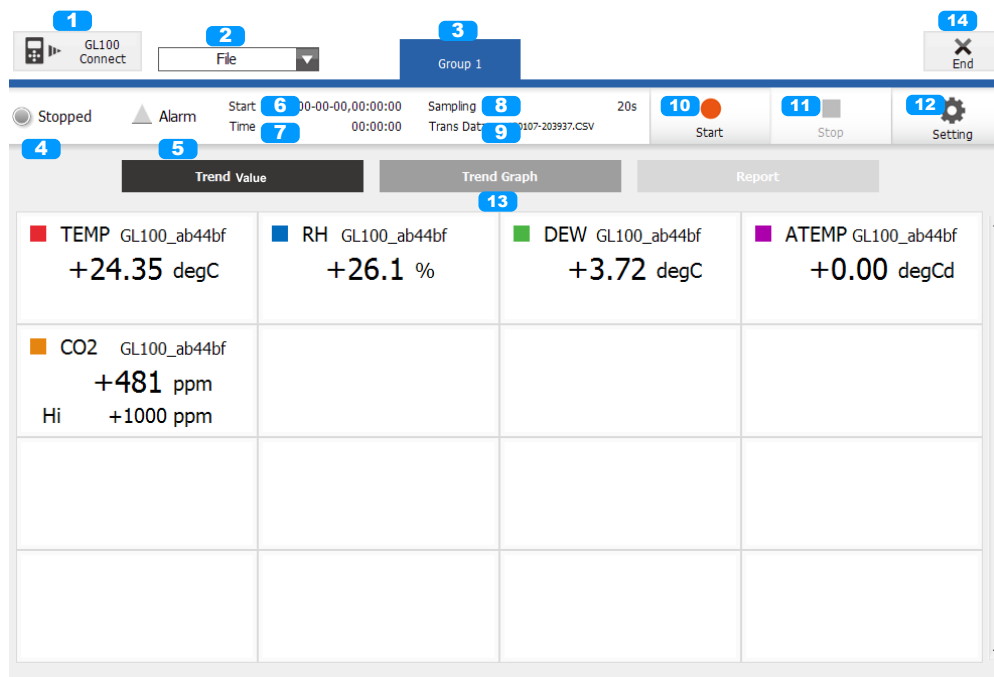 1
2
3
14
GL100
Connect
File
Group 1
End
Stopped
Alarm
Start 6 00-00-00,00:00:00
Time 7 00:00:00
Sampling 8 20s
Trans Data 9 0107-203937.CSV
10
Start
11
Stop
12
Setting
4
5
Trend Value
Trend Graph
Report
13
TEMP GL100_ab44bf
+24.35 degC
RH GL100_ab44bf
+26.1 %
DEW GL100_ab44bf
+3.72 degC
ATEMP GL100_ab44bf
+0.00 degCd
CO2 GL100_ab44bf
+481 ppm
Hi +1000 ppm